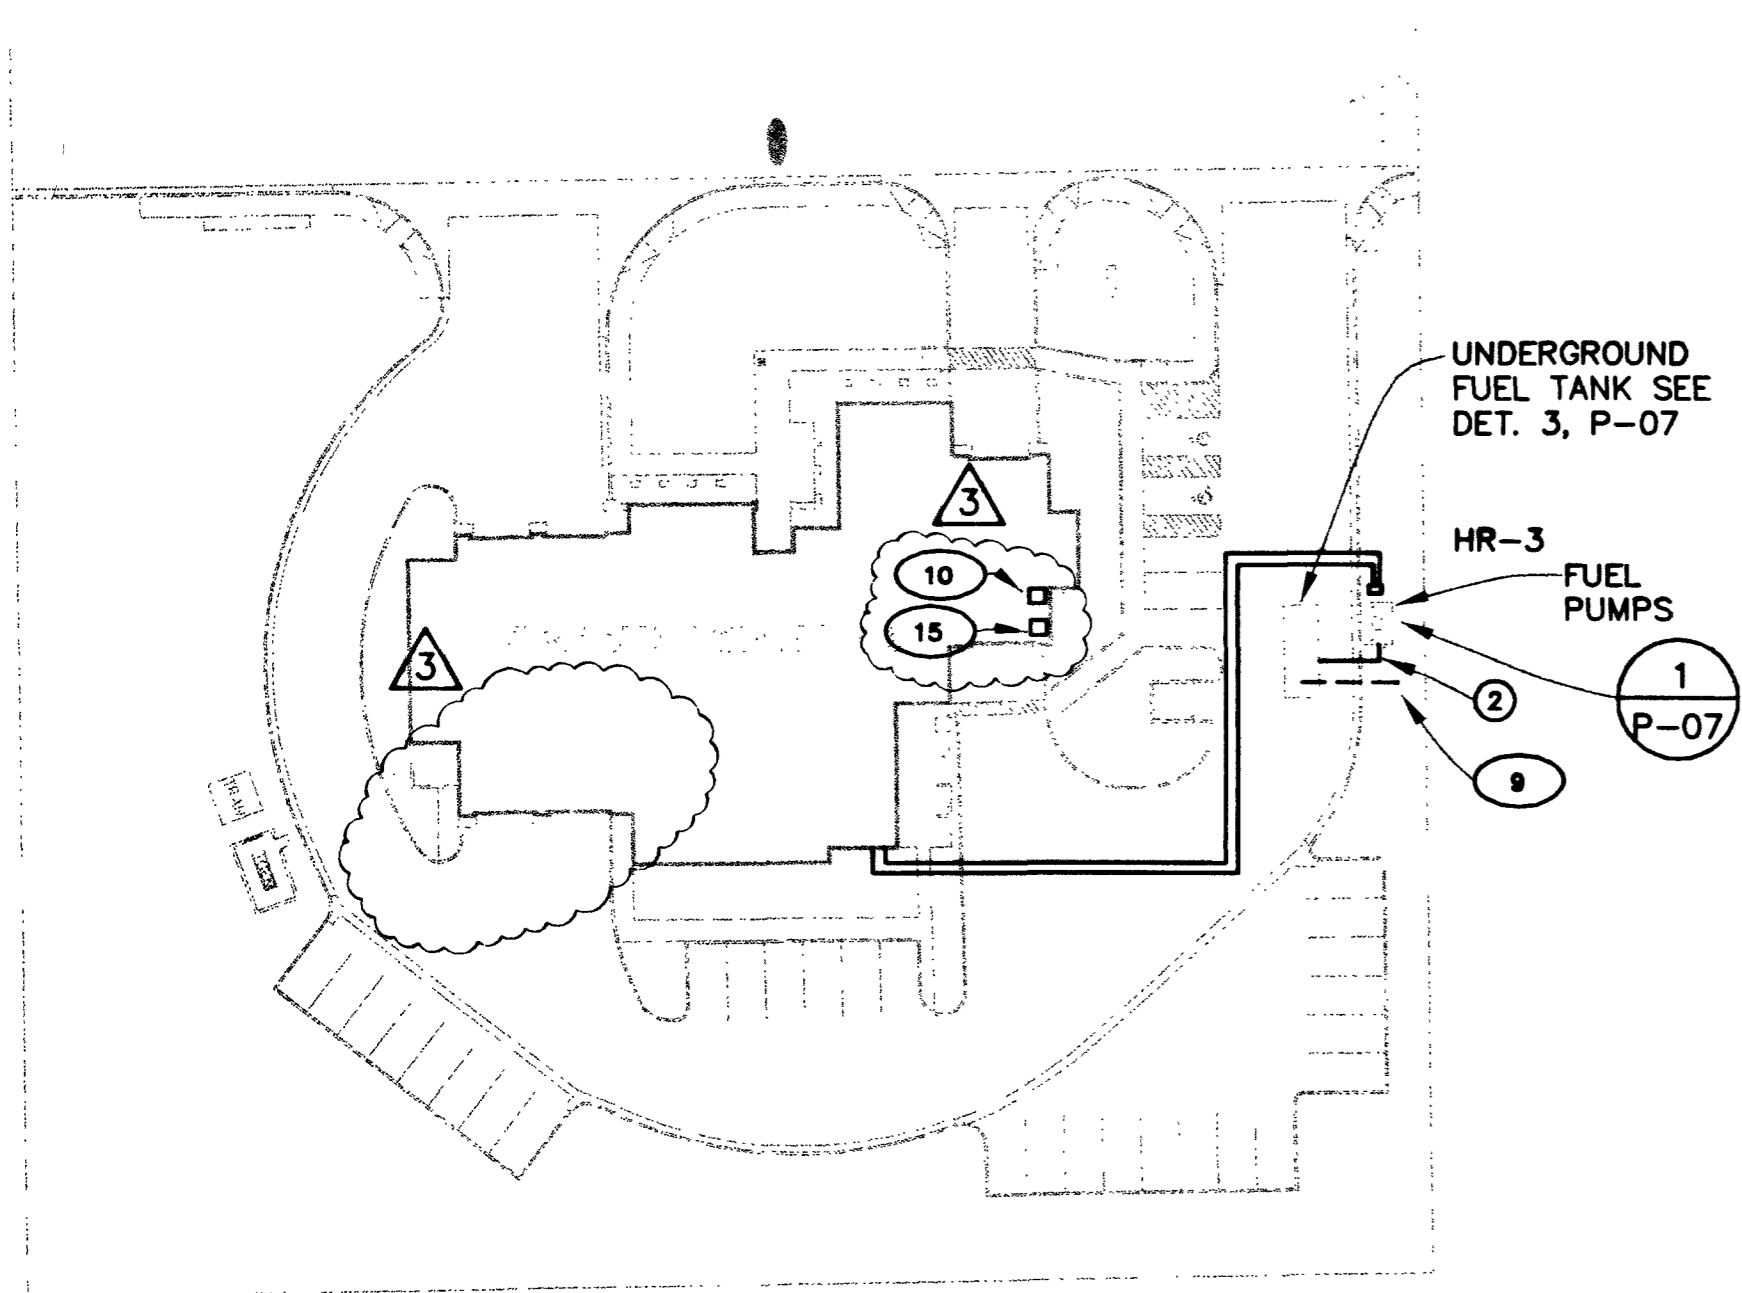 UNDERGROUND
FUEL TANK SEE
DET. 3, P-07
3
HR-3
10
FUEL
PUMPS
15
3
1
P-07
2
9